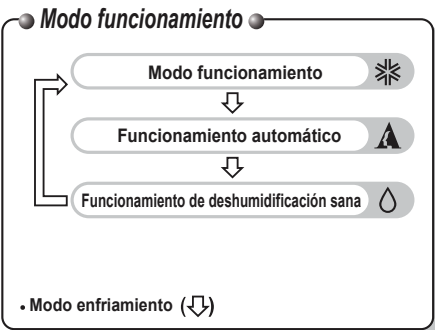 Modo funcionamiento
Modo funcionamiento
Funcionamiento automático
Funcionamiento de deshumidificación sana
• Modo enfriamiento (⇩)